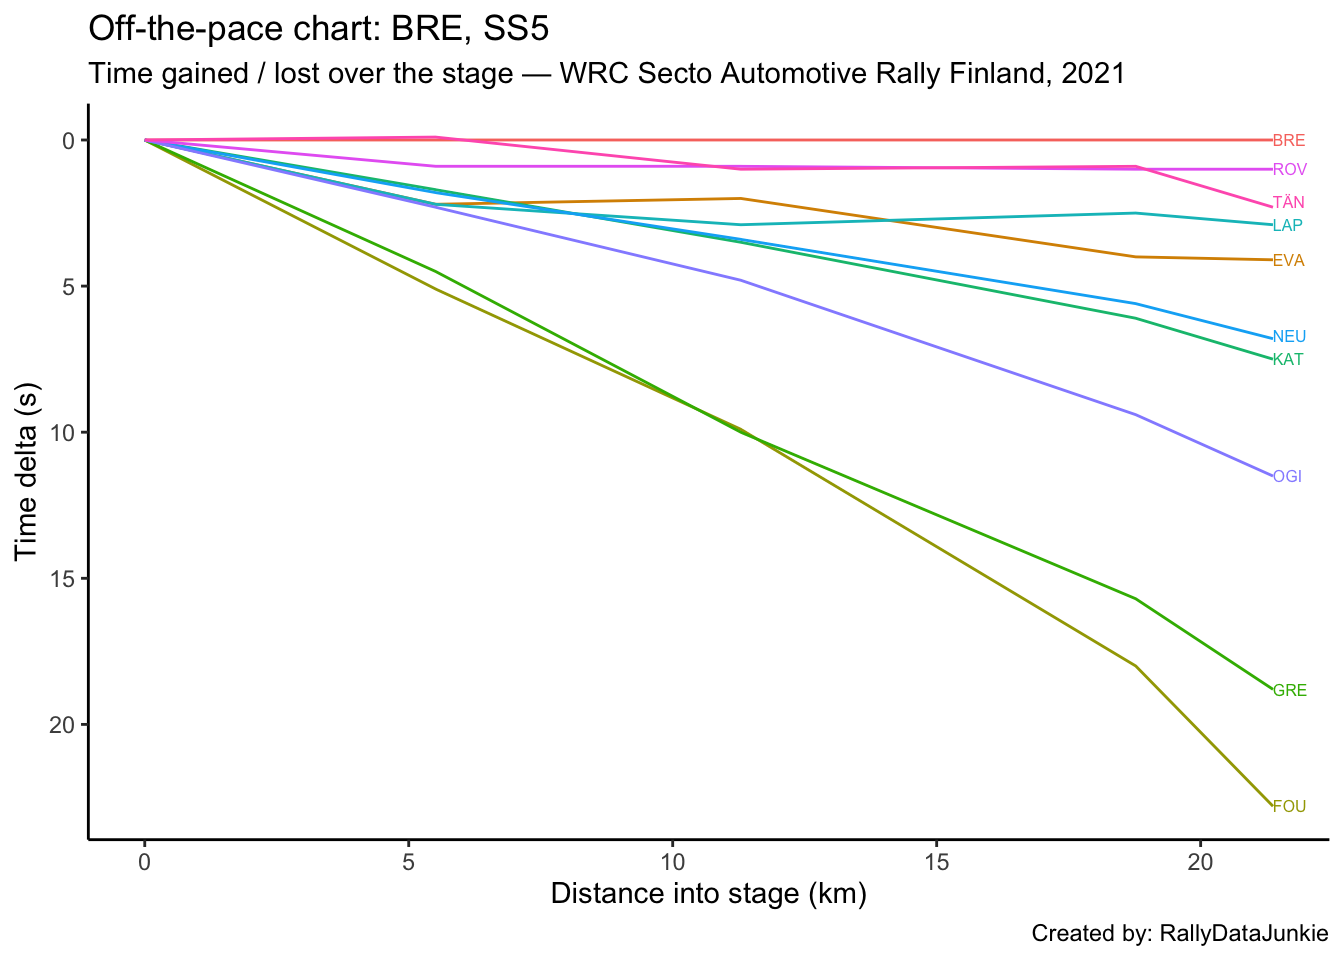 Off-the-pace chart: BRE, SS5
Time gained / lost over the stage — WRC Secto Automotive Rally Finland, 2021
Time delta (s)
0
5
10
15
20
BRE
ROV
TÄN
LAP
EVA
NEU
KAT
OGI
GRE
FOU
0 5 10 15 20
Distance into stage (km)
Created by: RallyDataJunkie